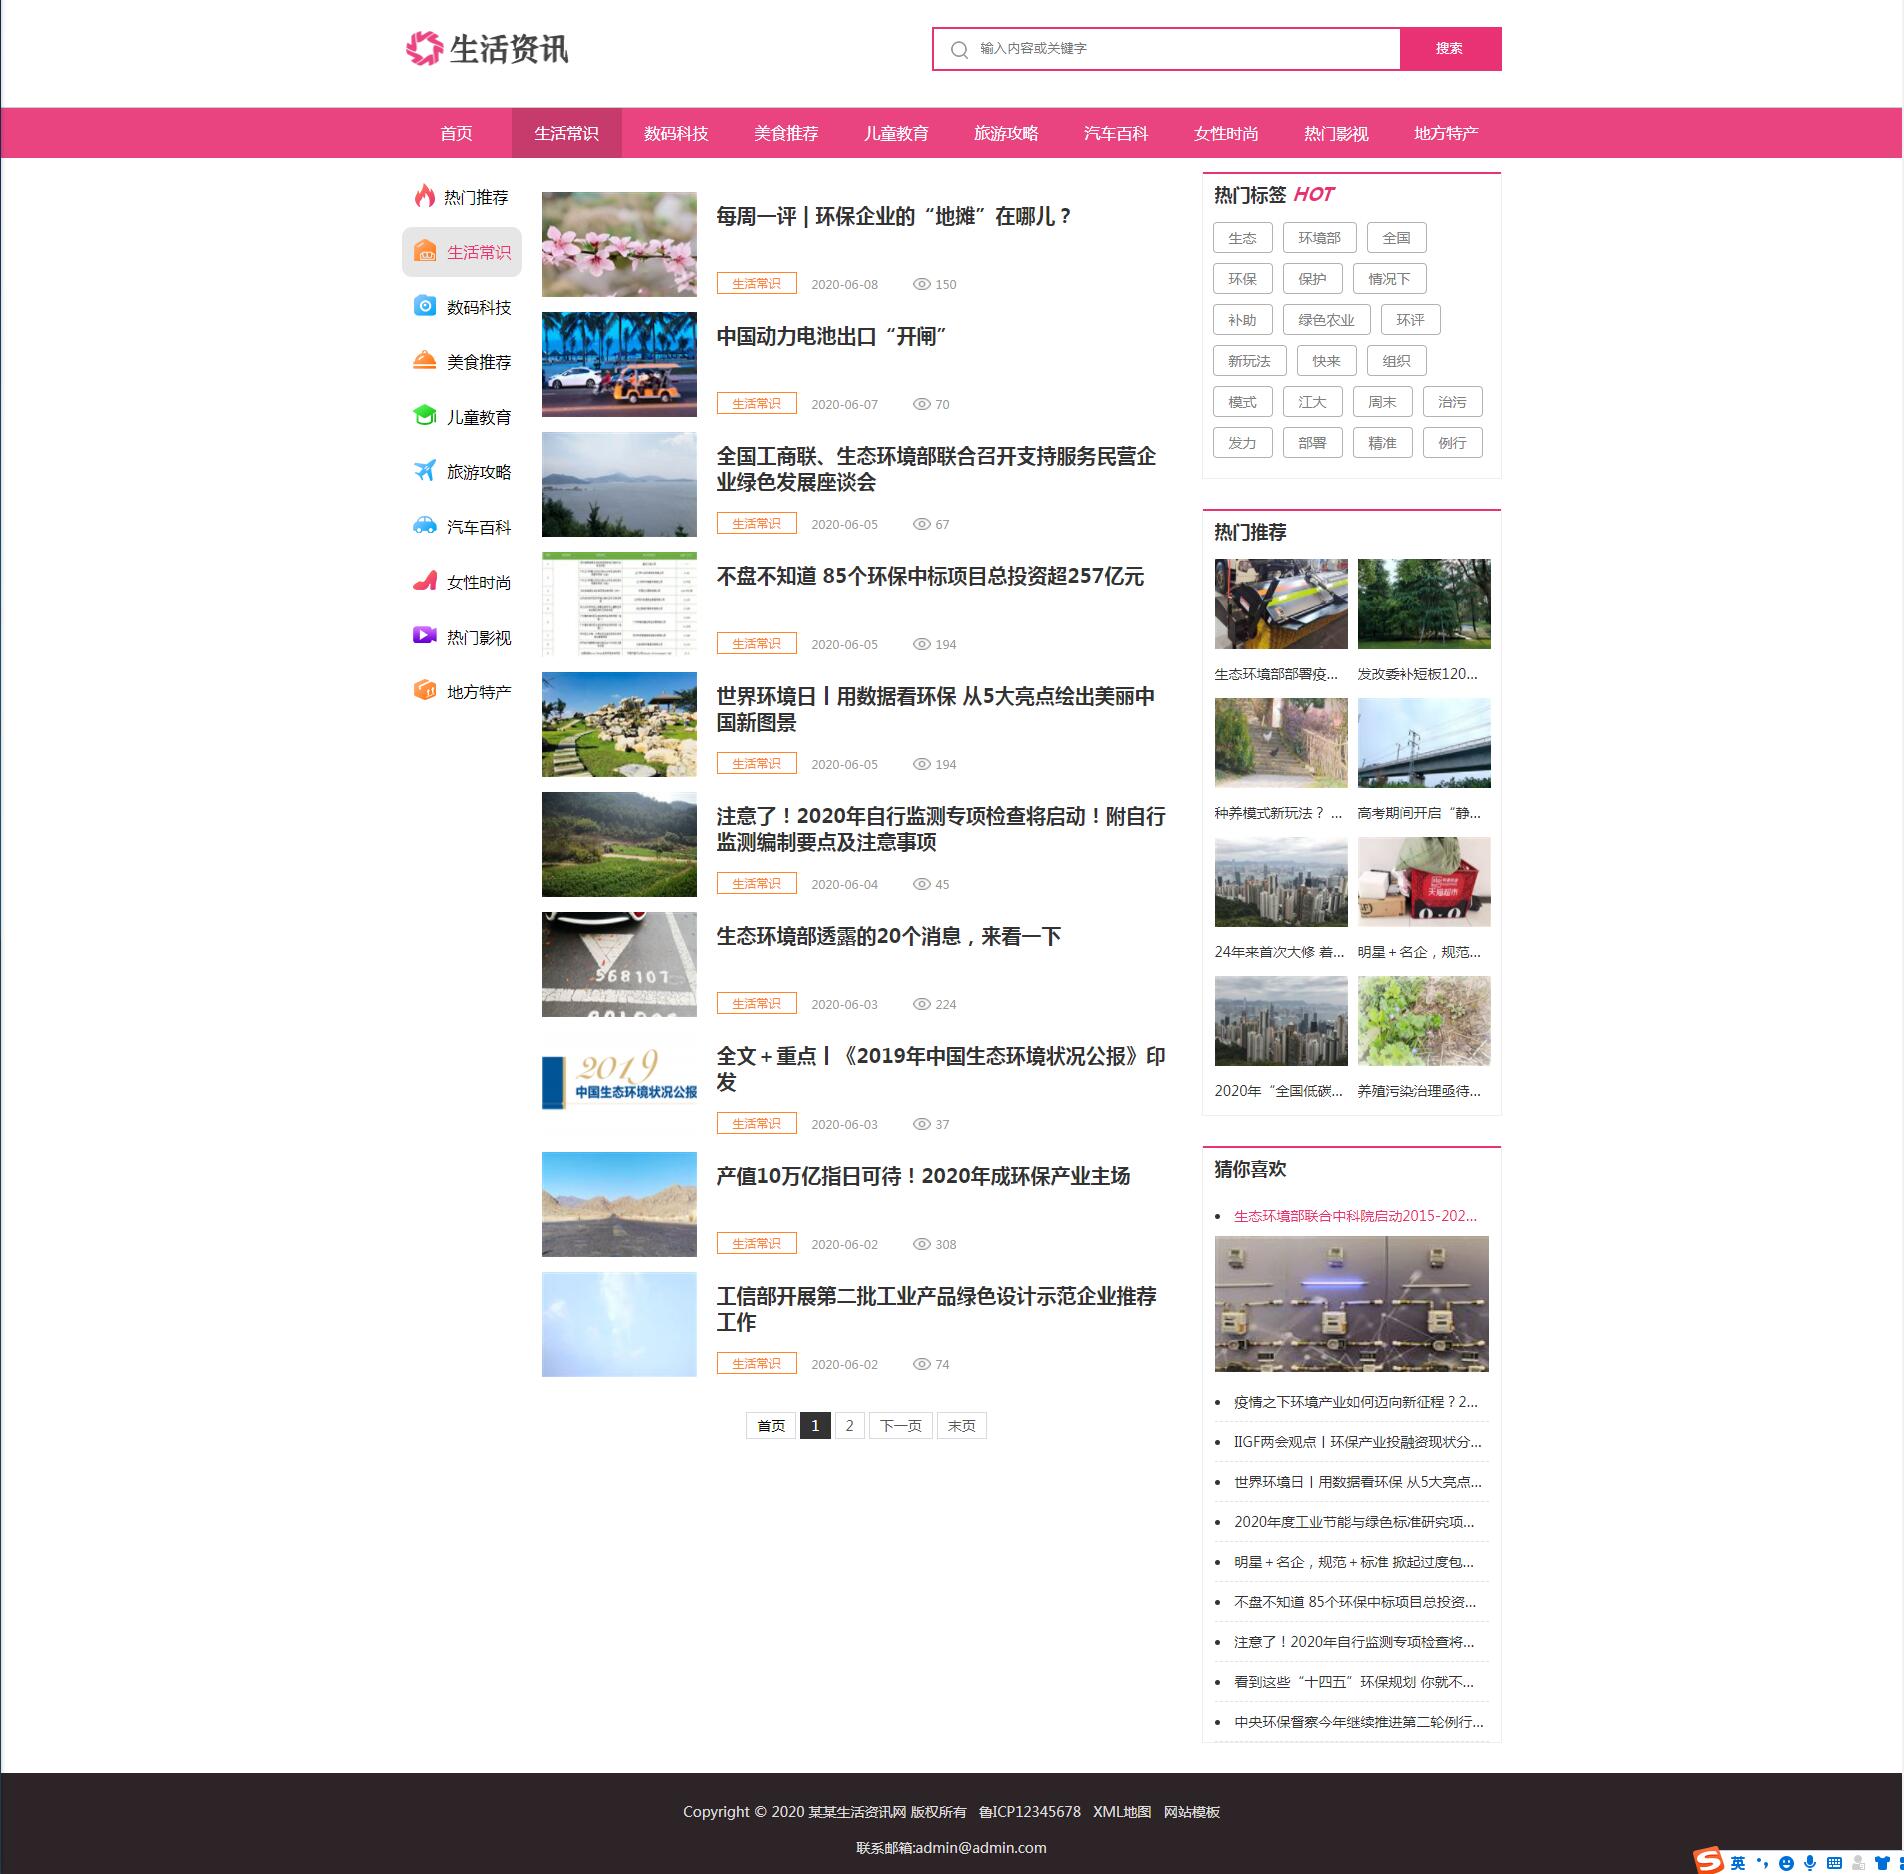 生活资讯
输入内容或关键字
搜索
首页 生活常识 数码科技 美食推荐 儿童教育 旅游攻略 汽车百科 女性时尚 热门影视 地方特产
热门推荐
生活常识
数码科技
美食推荐
儿童教育
旅游攻略
汽车百科
女性时尚
热门影视
地方特产
每周一评 | 环保企业的“地摊”在哪儿？
生活常识 2020-06-08 150
中国动力电池出口“开闸”
生活常识 2020-06-07 70
全国工商联、生态环境部联合召开支持服务民营企
业绿色发展座谈会
生活常识 2020-06-05 67
不盘不知道 85个环保中标项目总投资超257亿元
生活常识 2020-06-05 194
世界环境日丨用数据看环保 从5大亮点绘出美丽中
国新图景
生活常识 2020-06-05 194
注意了！2020年自行监测专项检查将启动！附自行
监测编制要点及注意事项
生活常识 2020-06-04 45
568107
生态环境部透露的20个消息，来看一下
生活常识 2020-06-03 224
2019
中国生态环境状况公报
全文＋重点丨《2019年中国生态环境状况公报》印
发
生活常识 2020-06-03 37
产值10万亿指日可待！2020年成环保产业主场
生活常识 2020-06-02 308
工信部开展第二批工业产品绿色设计示范企业推荐
工作
生活常识 2020-06-02 74
首页 1 2 下一页 末页
热门标签 HOT
生态 环境部 全国
环保 保护 情况下
补助 绿色农业 环评
新玩法 快来 组织
模式 江大 周末 治污
发力 部署 精准 例行
热门推荐
生态环境部部署疫... 发改委补短板120...
种养模式新玩法？ ... 高考期间开启“静...
天猫超市
24年来首次大修 着... 明星＋名企，规范...
2020年“全国低碳... 养殖污染治理亟待...
猜你喜欢
生态环境部联合中科院启动2015-202...
疫情之下环境产业如何迈向新征程？2...
IIGF两会观点丨环保产业投融资现状分...
世界环境日丨用数据看环保 从5大亮点...
2020年度工业节能与绿色标准研究项...
明星＋名企，规范＋标准 掀起过度包...
不盘不知道 85个环保中标项目总投资...
注意了！2020年自行监测专项检查将...
看到这些“十四五”环保规划 你就不...
中央环保督察今年继续推进第二轮例行...
Copyright © 2020 某某生活资讯网 版权所有 鲁ICP12345678 XML地图 网站模板
联系邮箱:admin@admin.com
英